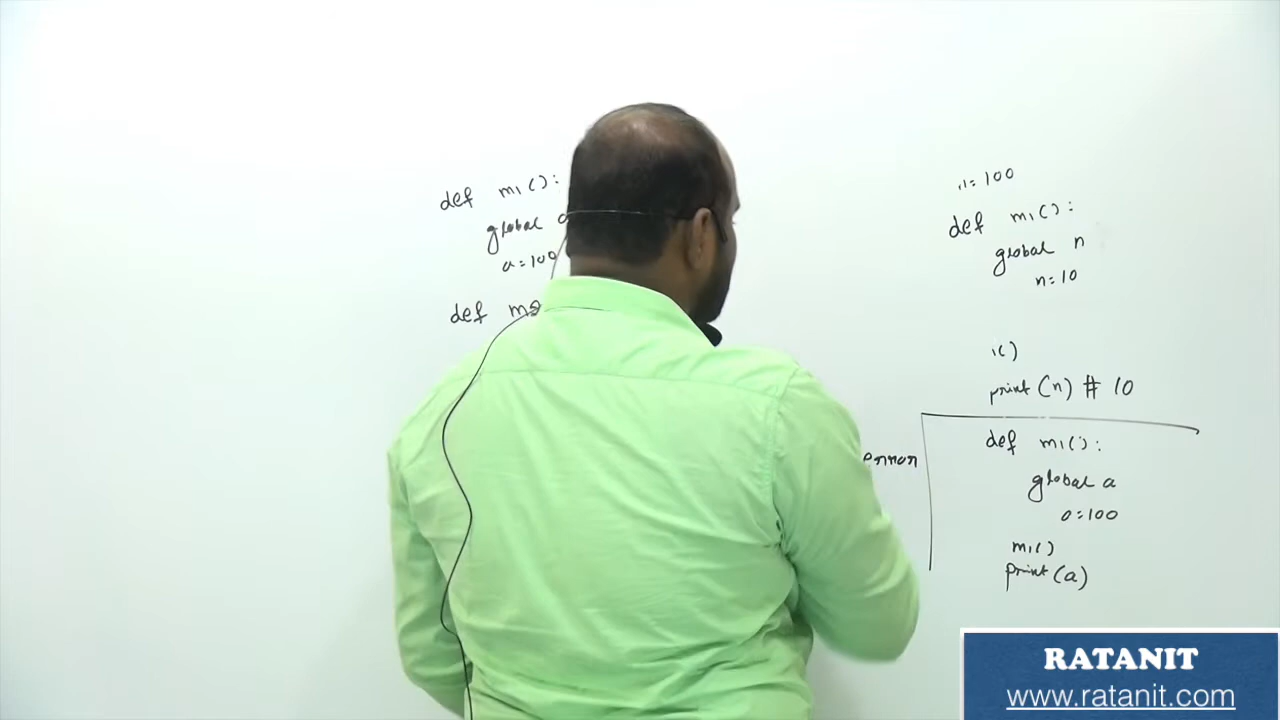 def m1():
global a
a=100
def m2
n=100
def m1():
global n
n=10
1()
print(n) # 10
error
def m1():
global a
a=100
m1()
print(a)
RATANIT
www.ratanit.com